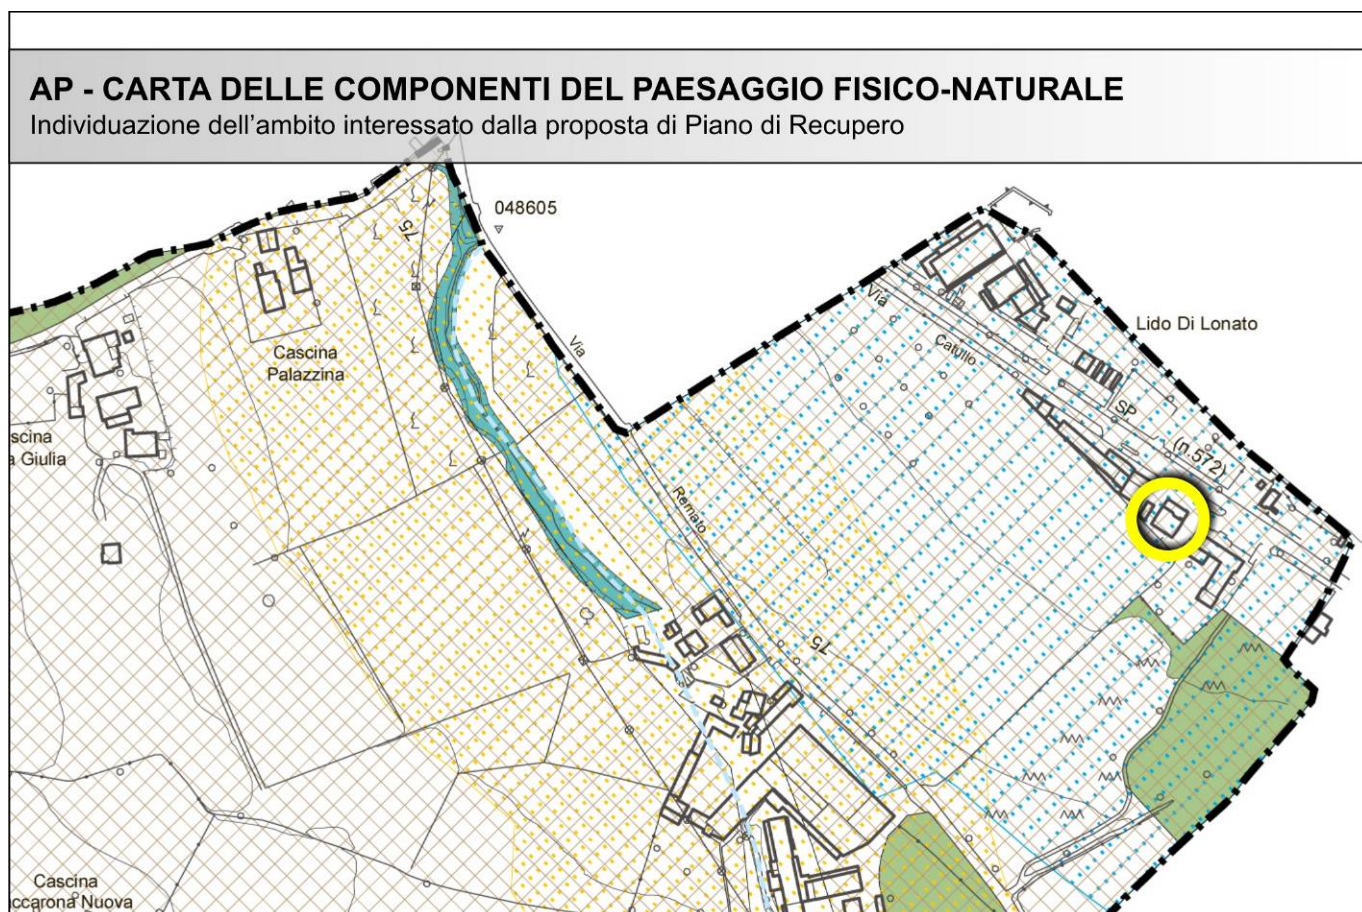 AP - CARTA DELLE COMPONENTI DEL PAESAGGIO FISICO-NATURALE
Individuazione dell'ambito interessato dalla proposta di Piano di Recupero
048605
75
Via
Lido Di Lonato
Via
Catullo
Cascina
Palazzina
SP
(n.572)
scina
a Giulia
Remato
75
Cascina
ccarona Nuova